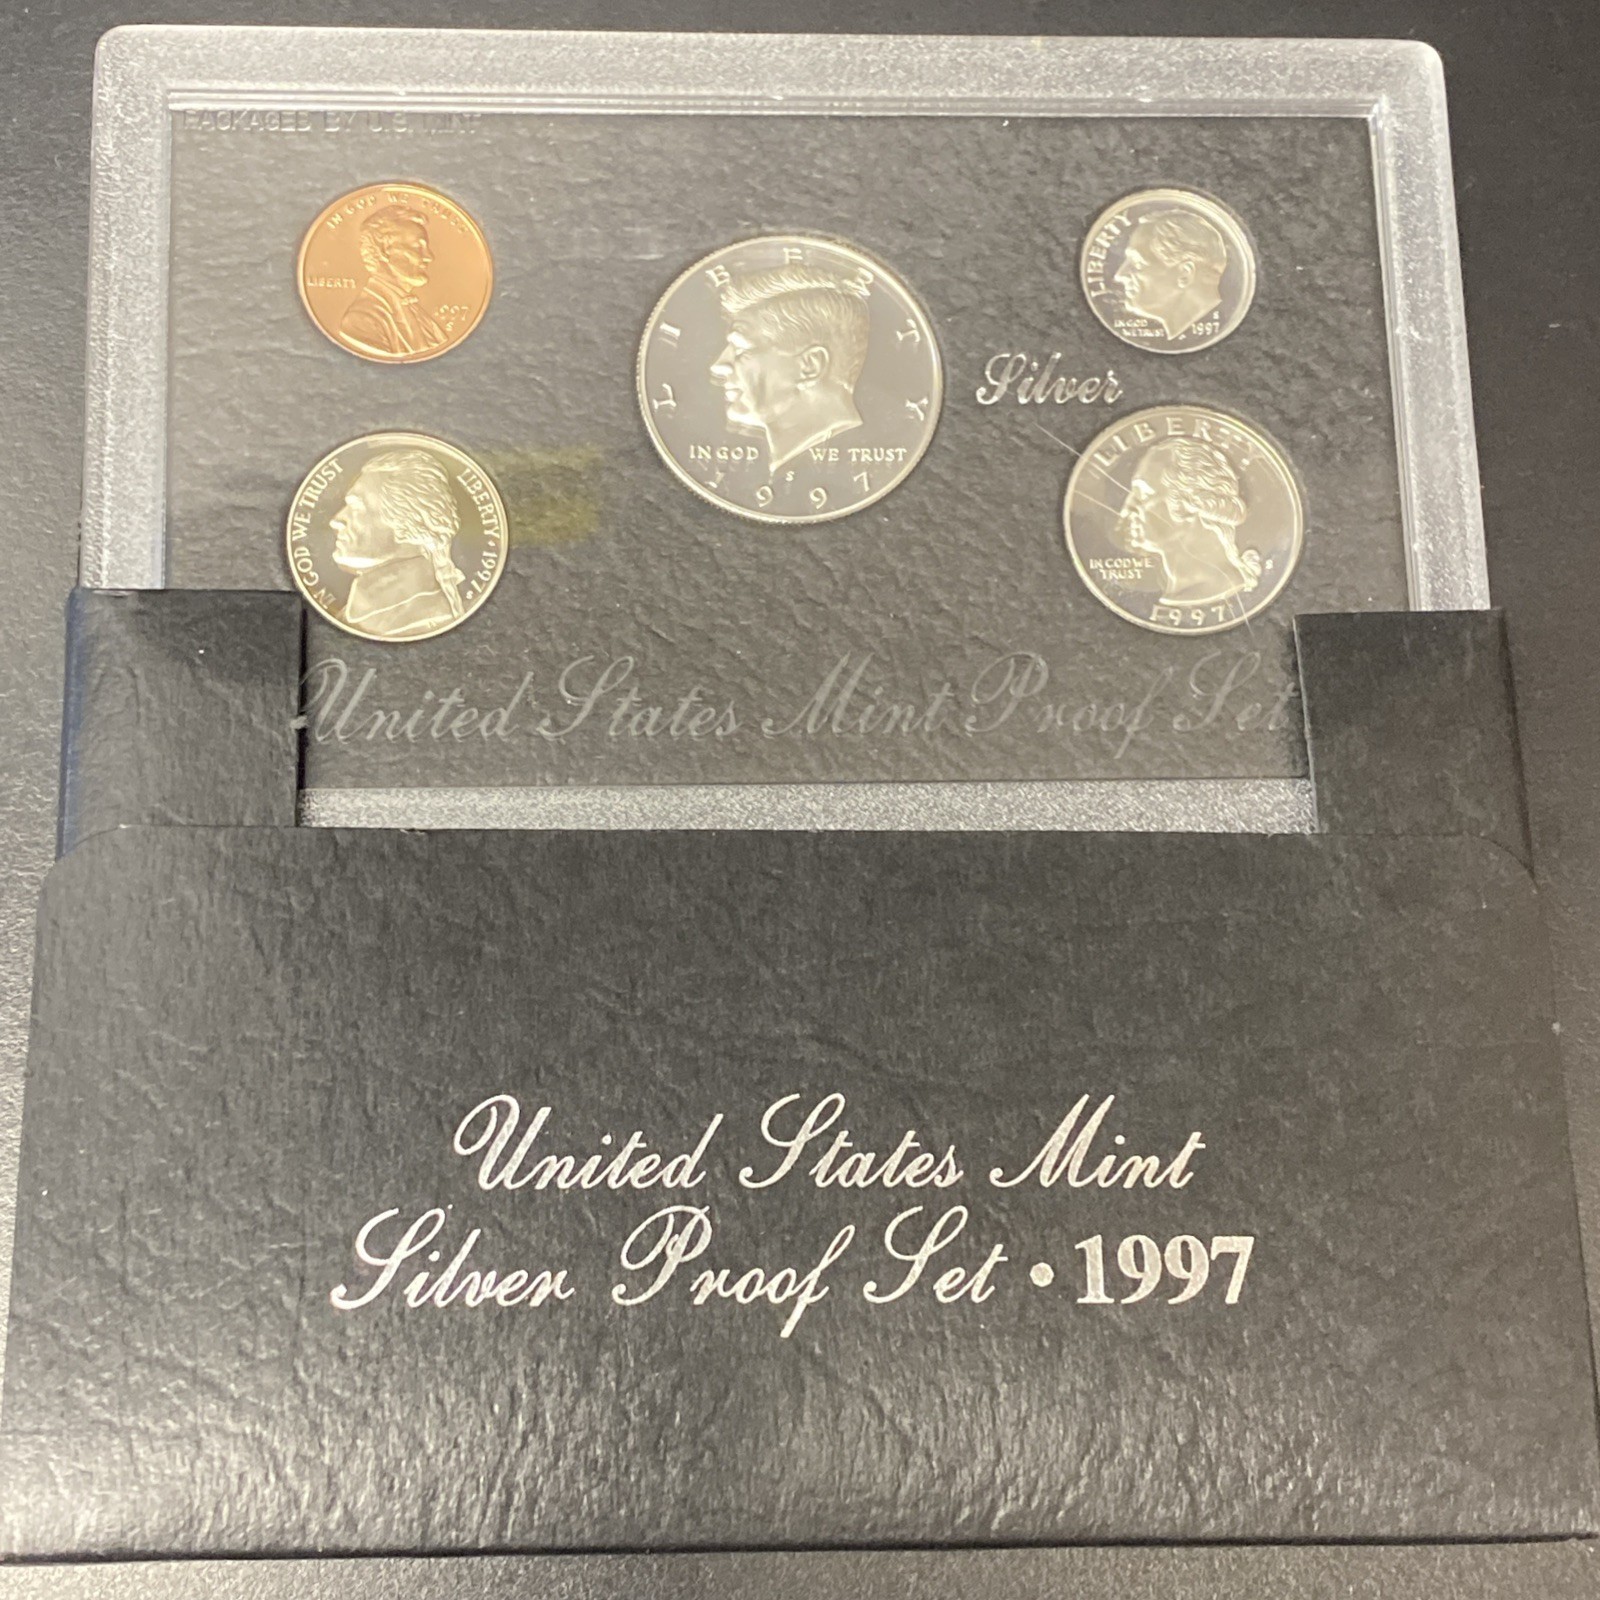 PACKAGED BY U.S. MINT
IN GOD WE TRUST
LIBERTY
1997
S
LIBERTY
IN GOD WE TRUST
S
1997
LIBERTY
IN GOD
WE TRUST
S
1997
Silver
IN GOD WE TRUST
LIBERTY • 1997
S
LIBERTY
IN GOD WE
TRUST
S
1997
United States Mint Proof Set
United States Mint
Silver Proof Set • 1997